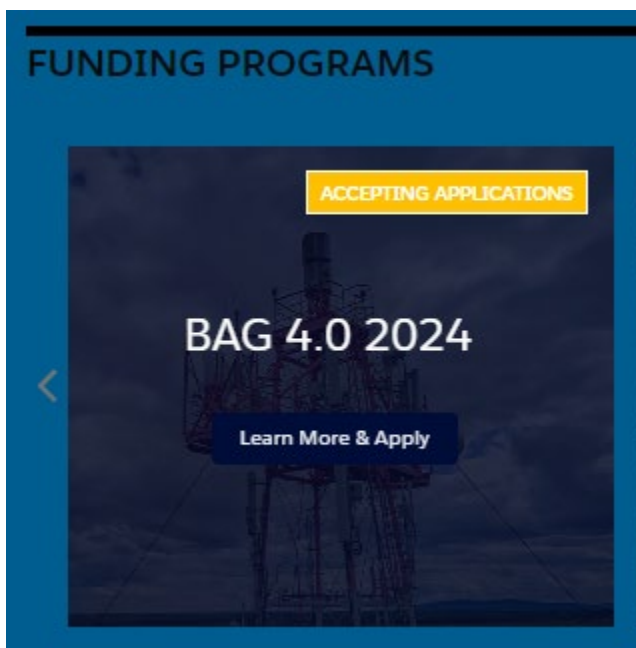 FUNDING PROGRAMS
ACCEPTING APPLICATIONS
BAG 4.0 2024
Learn More & Apply